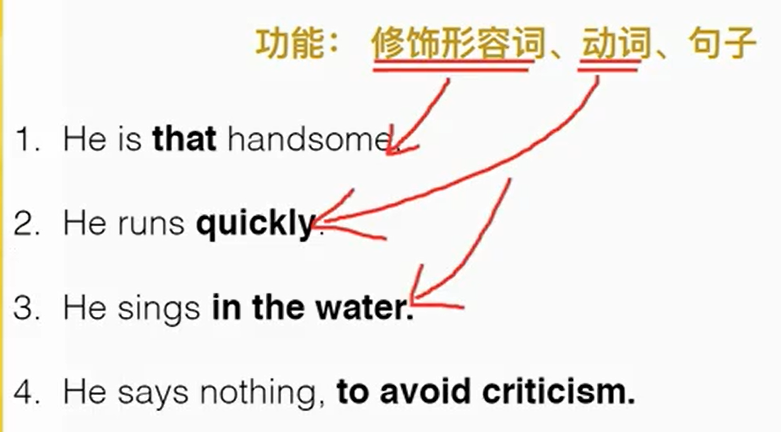 功能： 修饰形容词、动词、句子
1. He is that handsome.
2. He runs quickly.
3. He sings in the water.
4. He says nothing, to avoid criticism.